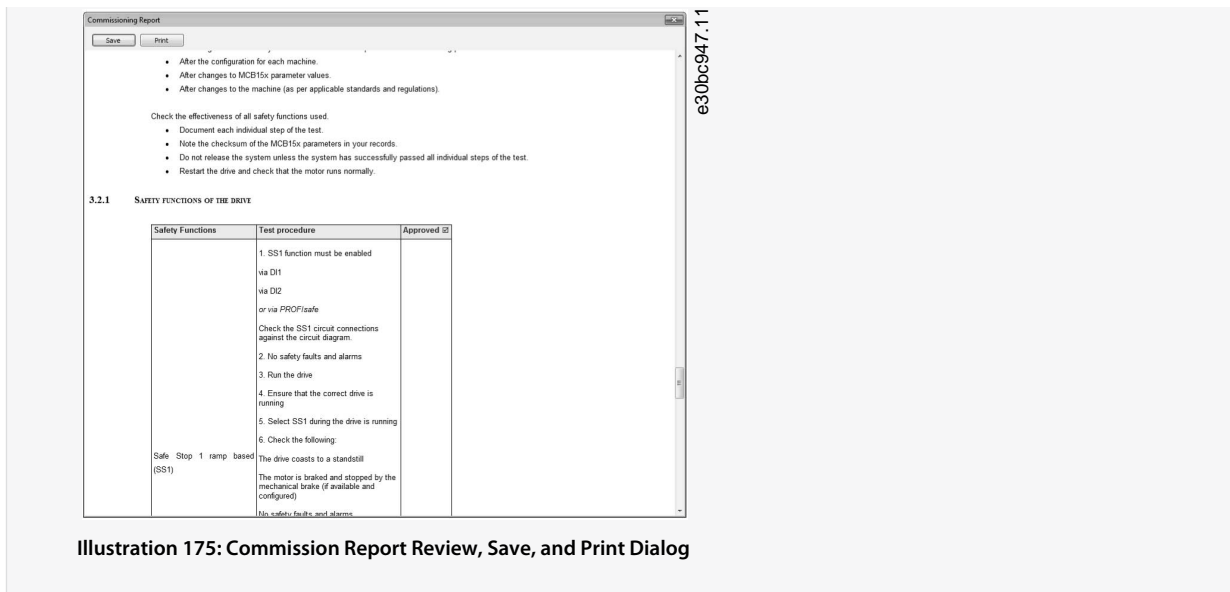 Commissioning Report
Save Print
• After the configuration for each machine.
• After changes to MCB15x parameter values.
• After changes to the machine (as per applicable standards and regulations).
Check the effectiveness of all safety functions used.
• Document each individual step of the test.
• Note the checksum of the MCB15x parameters in your records.
• Do not release the system unless the system has successfully passed all individual steps of the test.
• Restart the drive and check that the motor runs normally.
3.2.1 SAFETY FUNCTIONS OF THE DRIVE
Safety Functions Test procedure Approved ☑
1. SS1 function must be enabled
via DI1
via DI2
or via PROFIsafe
Check the SS1 circuit connections
against the circuit diagram.
2. No safety faults and alarms
3. Run the drive
4. Ensure that the correct drive is
running
5. Select SS1 during the drive is running
6. Check the following:
Safe Stop 1 ramp based
(SS1)
The drive coasts to a standstill
The motor is braked and stopped by the
mechanical brake (if available and
configured)
No safety faults and alarms
e30bc947.11
Illustration 175: Commission Report Review, Save, and Print Dialog